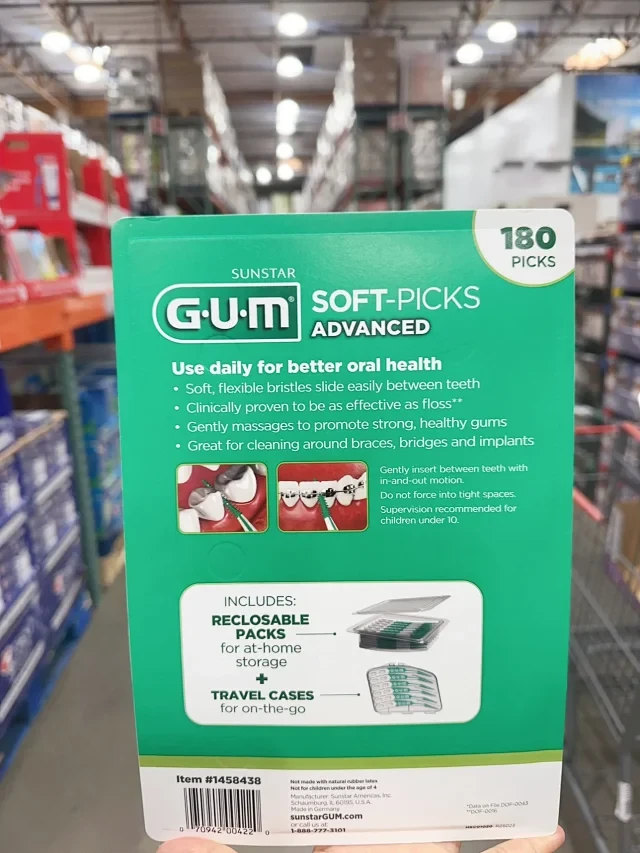 180
PICKS
SUNSTAR
G·U·M® SOFT-PICKS
ADVANCED
Use daily for better oral health
• Soft, flexible bristles slide easily between teeth
• Clinically proven to be as effective as floss**
• Gently massages to promote strong, healthy gums
• Great for cleaning around braces, bridges and implants
Gently insert between teeth with
in-and-out motion.
Do not force into tight spaces.
Supervision recommended for
children under 10.
INCLUDES:
RECLOSABLE
PACKS
for at-home
storage
+
TRAVEL CASES
for on-the-go
Item #1458438
0 70942 00422 0
Not made with natural rubber latex
Not for children under the age of 4
Manufacturer: Sunstar Americas, Inc.
Schaumburg, IL 60195 U.S.A.
Made in Germany
sunstarGUM.com
or call us at:
1-888-777-3101
*Data on File DOF-0043